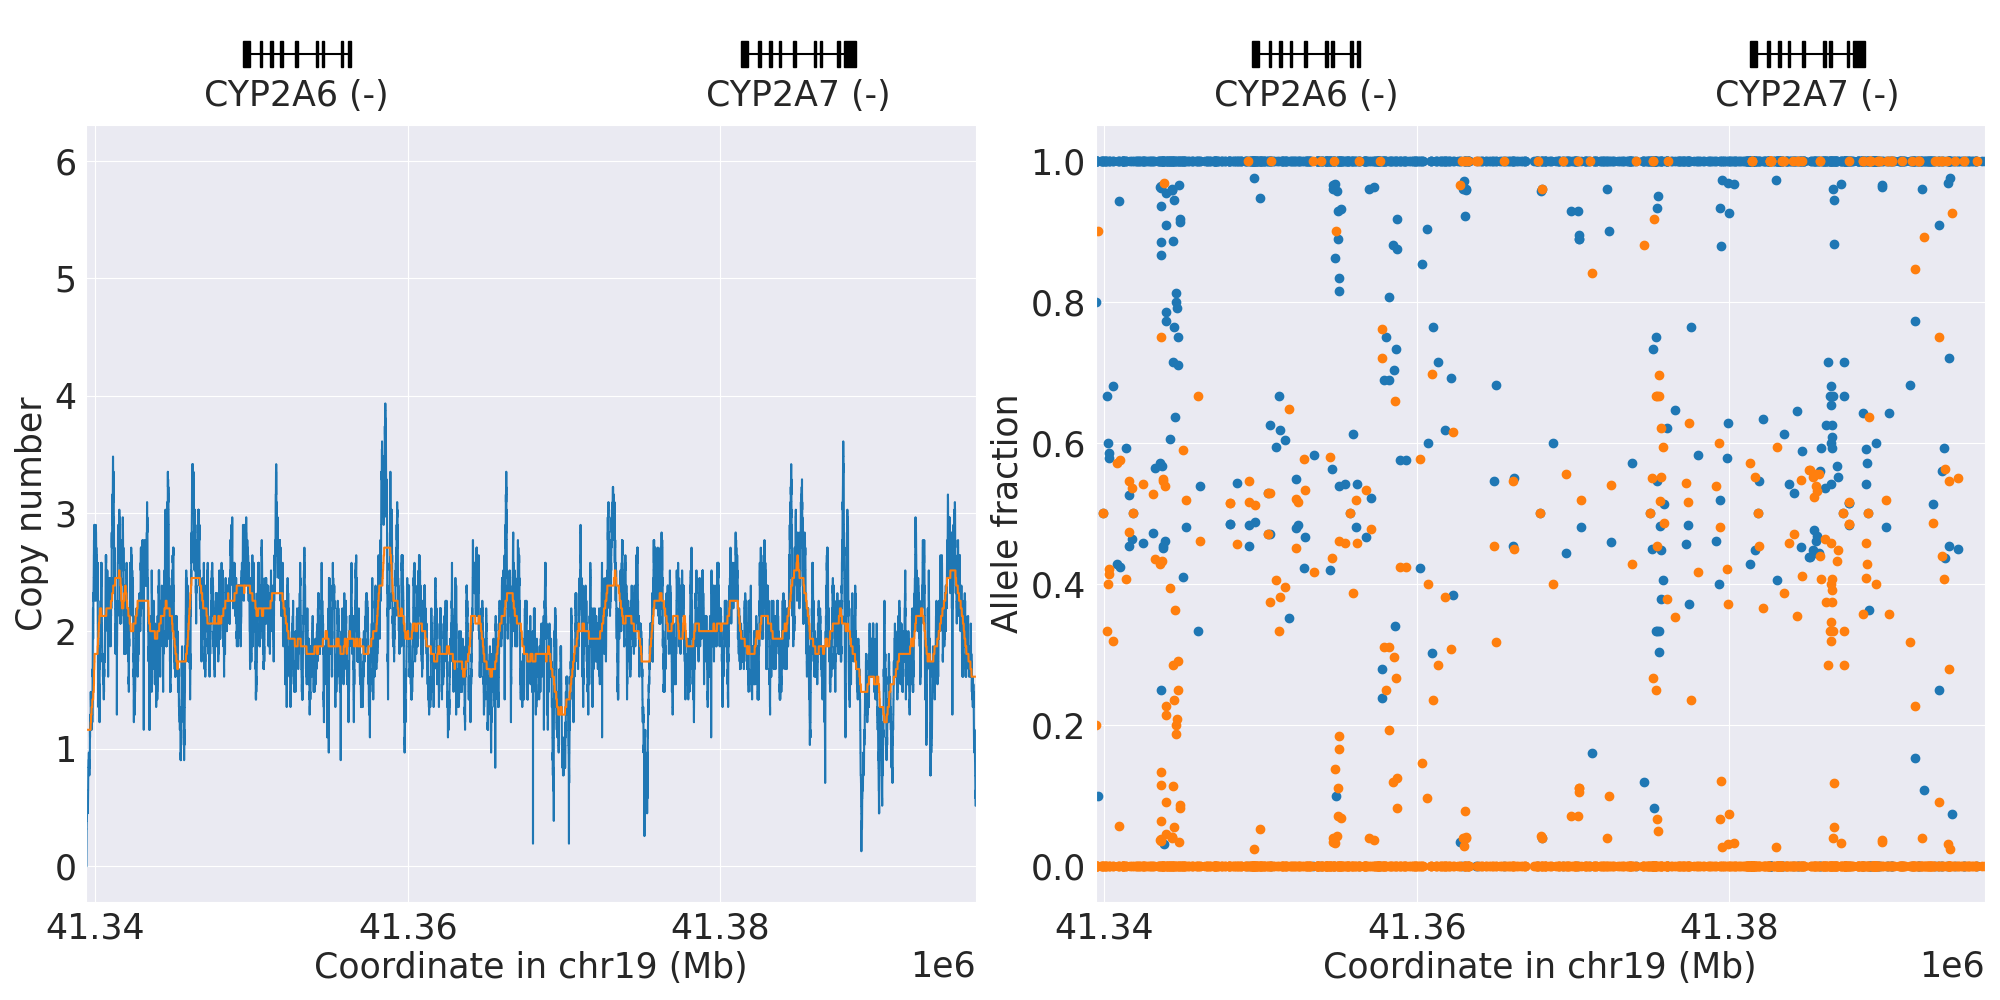 CYP2A6 (-) CYP2A7 (-)
Copy number
6
5
4
3
2
1
0
41.34 41.36 41.38
Coordinate in chr19 (Mb) 1e6
CYP2A6 (-) CYP2A7 (-)
Allele fraction
1.0
0.8
0.6
0.4
0.2
0.0
41.34 41.36 41.38
Coordinate in chr19 (Mb) 1e6